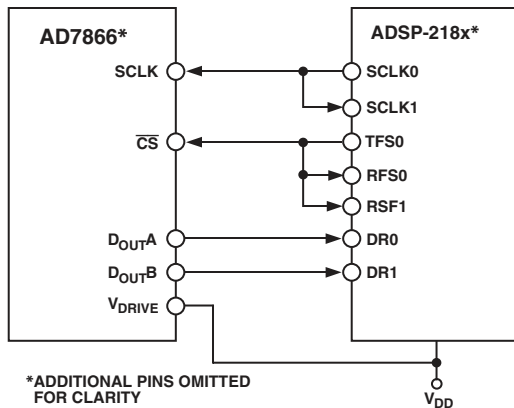 AD7866*
ADSP-218x*
SCLK
SCLK0
SCLK1
CS
TFS0
RFS0
RSF1
DOUTA
DR0
DOUTB
DR1
VDRIVE
*ADDITIONAL PINS OMITTED
FOR CLARITY
VDD